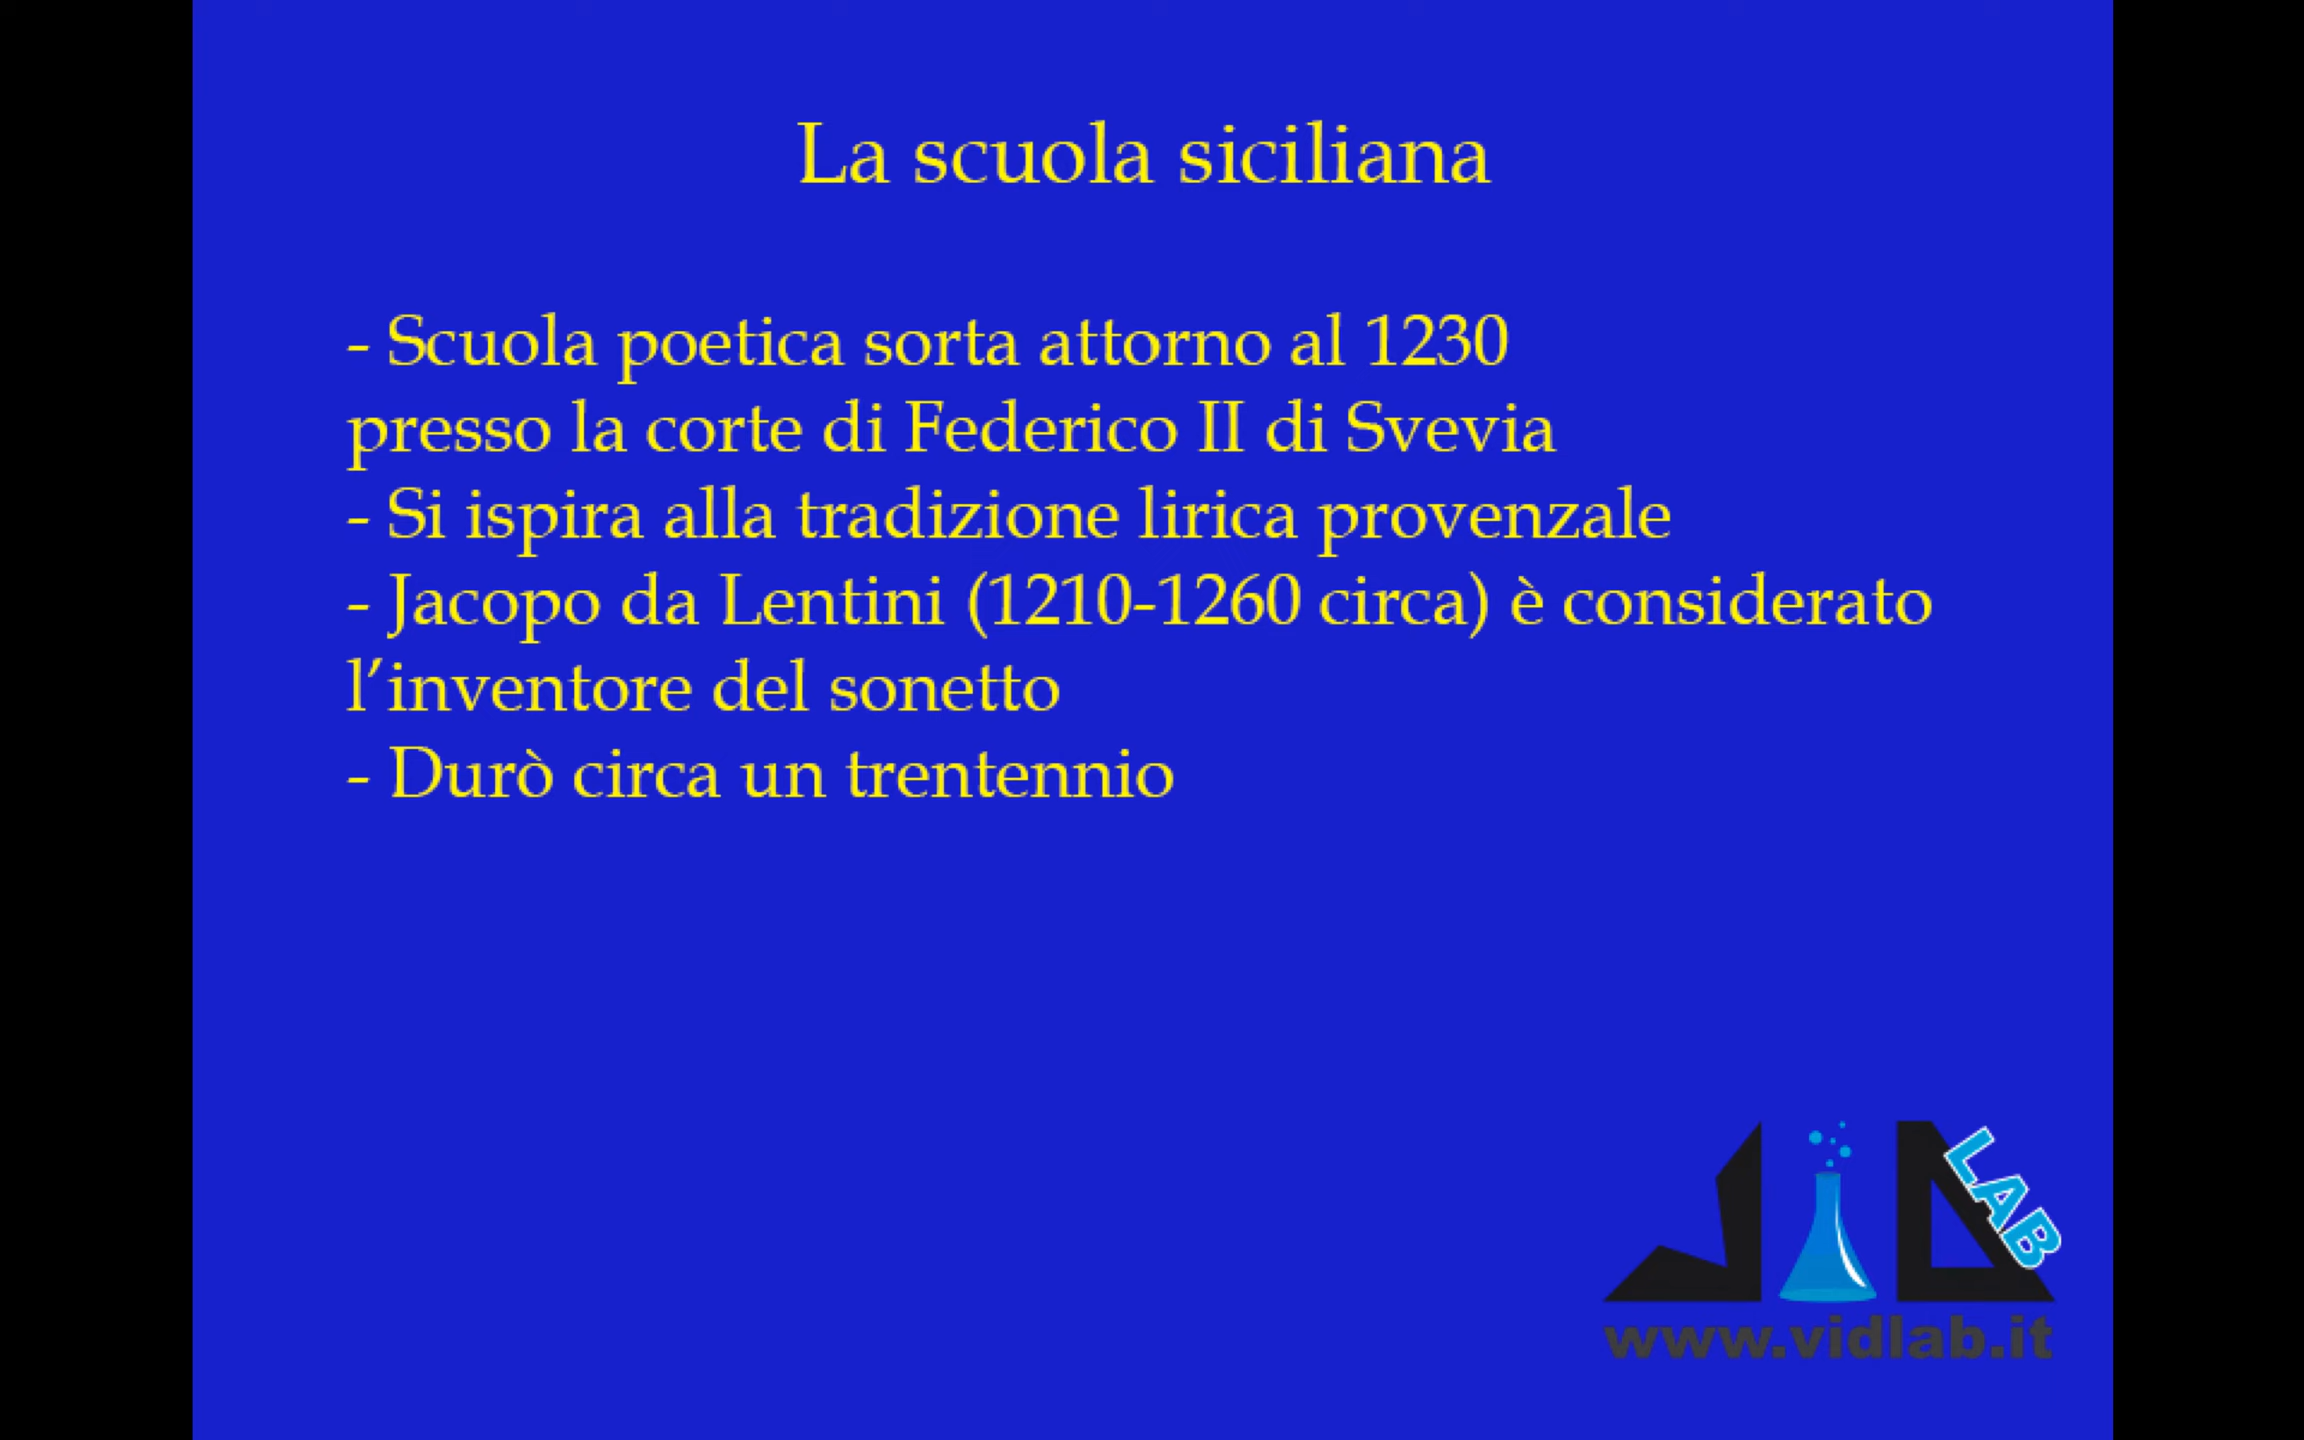 La scuola siciliana
- Scuola poetica sorta attorno al 1230
presso la corte di Federico II di Svevia
- Si ispira alla tradizione lirica provenzale
- Jacopo da Lentini (1210-1260 circa) è considerato
l’inventore del sonetto
- Durò circa un trentennio
LAB
www.vidlab.it